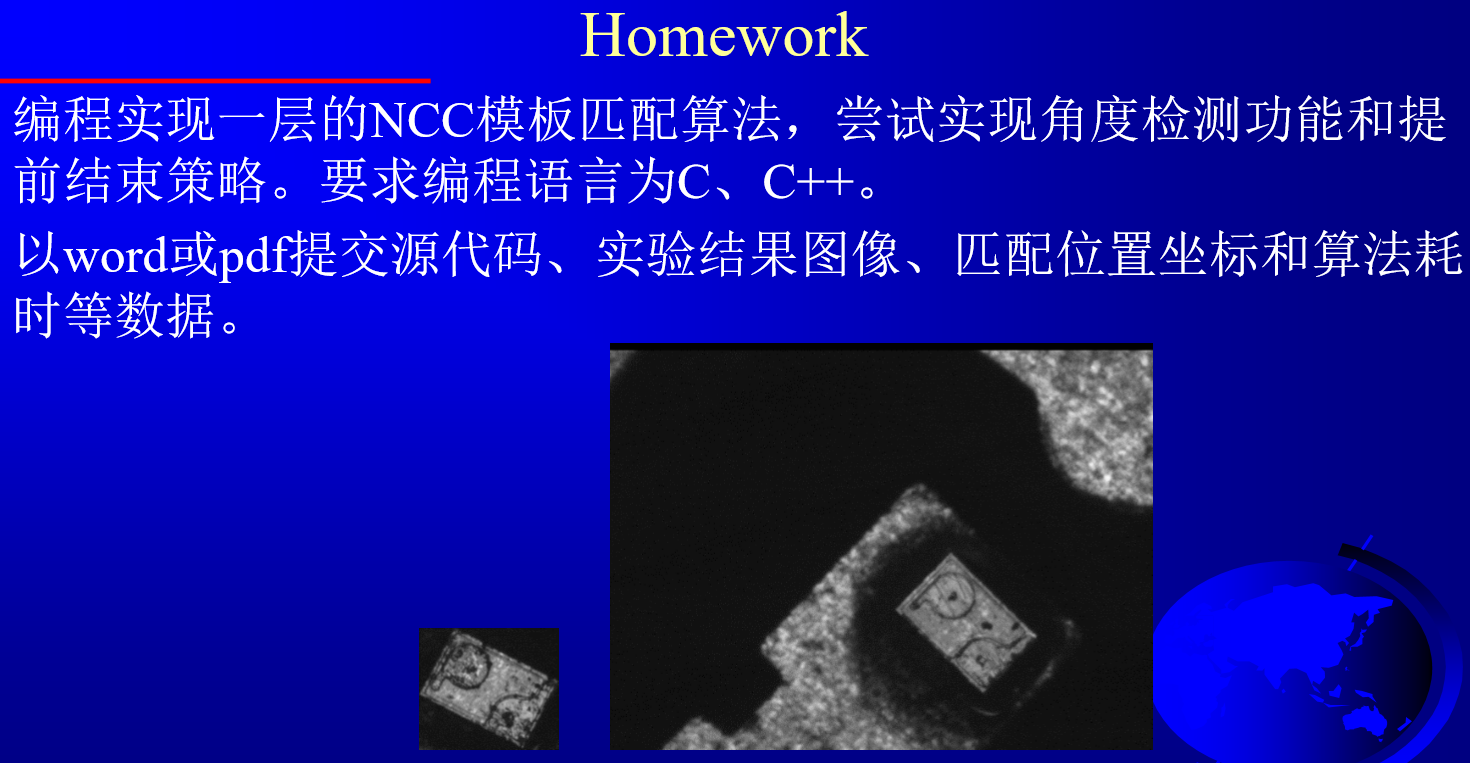 Homework
编程实现一层的NCC模板匹配算法，尝试实现角度检测功能和提
前结束策略。要求编程语言为C、C++。
以word或pdf提交源代码、实验结果图像、匹配位置坐标和算法耗
时等数据。